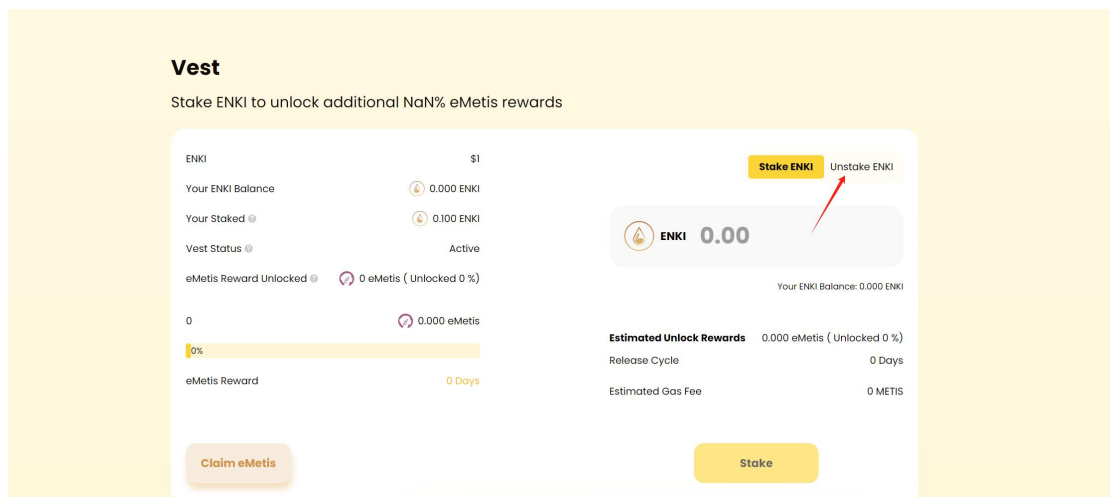 Vest
Stake ENKI to unlock additional NaN% eMetis rewards
ENKI $1
Your ENKI Balance 0.000 ENKI
Your Staked 0.100 ENKI
Vest Status Active
eMetis Reward Unlocked 0 eMetis ( Unlocked 0 %)
0 0.000 eMetis
0%
eMetis Reward 0 Days
Claim eMetis
Stake ENKI Unstake ENKI
ENKI 0.00
Your ENKI Balance: 0.000 ENKI
Estimated Unlock Rewards 0.000 eMetis ( Unlocked 0 %)
Release Cycle 0 Days
Estimated Gas Fee 0 METIS
Stake